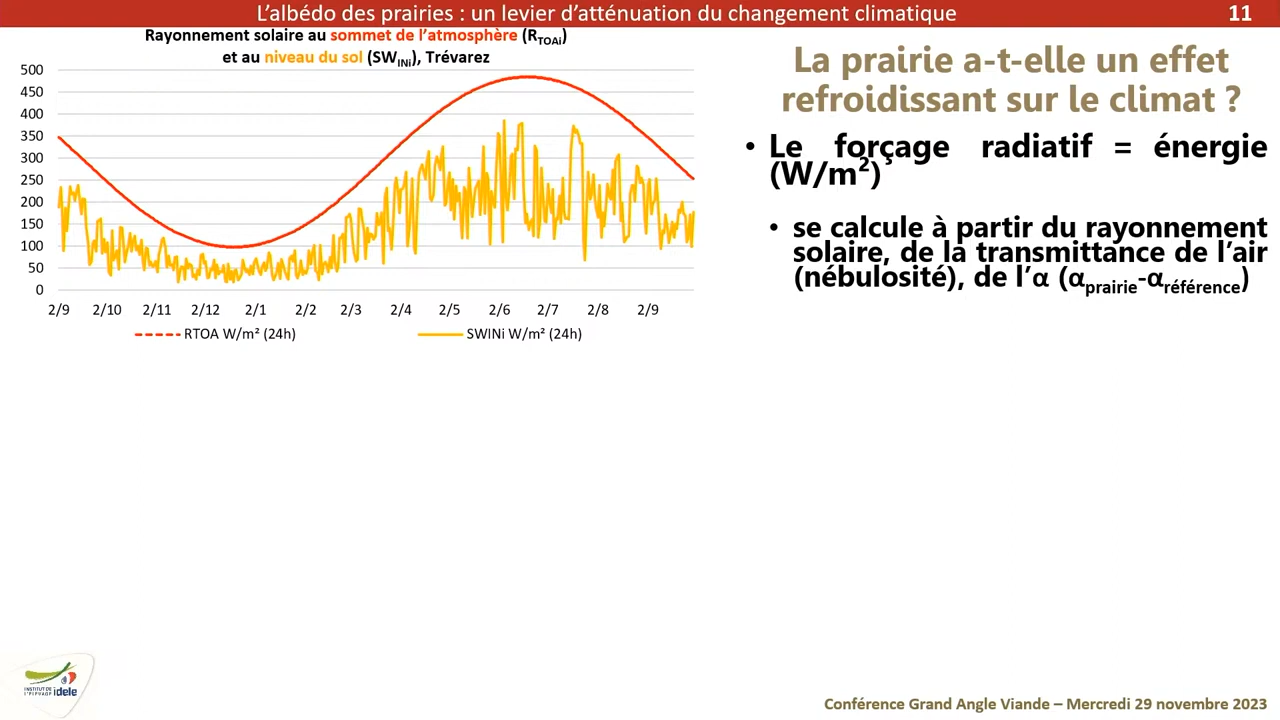 L’albédo des prairies : un levier d’atténuation du changement climatique
11
Rayonnement solaire au sommet de l’atmosphère (RTOAi)
et au niveau du sol (SWINi), Trévarez
500
450
400
350
300
250
200
150
100
50
0
2/9 2/10 2/11 2/12 2/1 2/2 2/3 2/4 2/5 2/6 2/7 2/8 2/9
RTOA W/m² (24h) SWINi W/m² (24h)
La prairie a-t-elle un effet
refroidissant sur le climat ?
• Le forçage radiatif = énergie
(W/m²)
• se calcule à partir du rayonnement
solaire, de la transmittance de l’air
(nébulosité), de l’α (αprairie-αréférence)
INSTITUT DE
L’ELEVAGE idele
Conférence Grand Angle Viande – Mercredi 29 novembre 2023